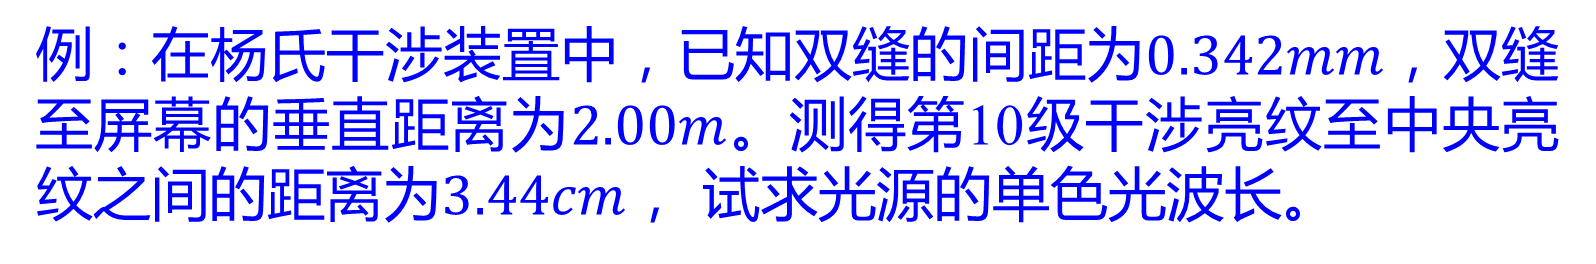 例：在杨氏干涉装置中，已知双缝的间距为0.342mm，双缝
至屏幕的垂直距离为2.00m。测得第10级干涉亮纹至中央亮
纹之间的距离为3.44cm， 试求光源的单色光波长。